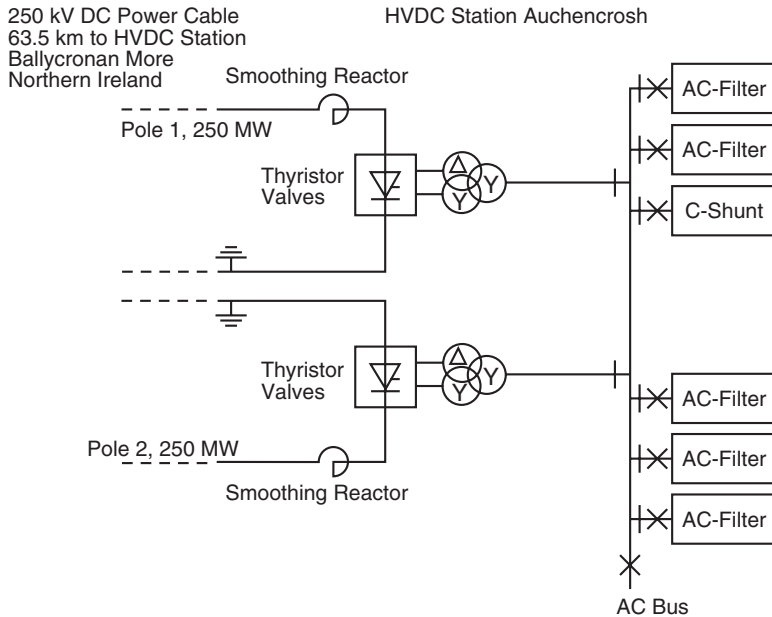 250 kV DC Power Cable
63.5 km to HVDC Station
Ballycronan More
Northern Ireland
HVDC Station Auchencrosh
Smoothing Reactor
Pole 1, 250 MW
Thyristor
Valves
Δ
Y
Y
AC-Filter
AC-Filter
C-Shunt
Thyristor
Valves
Δ
Y
Y
Pole 2, 250 MW
Smoothing Reactor
AC-Filter
AC-Filter
AC-Filter
AC Bus